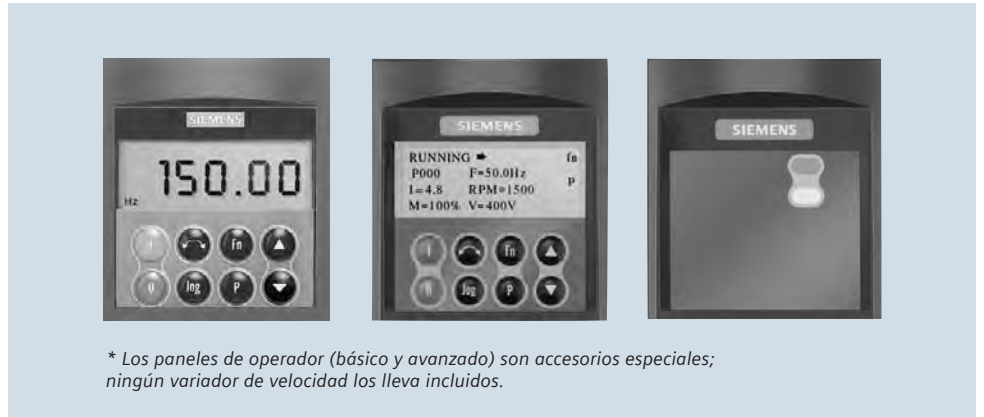 SIEMENS
150.00
Hz
I
Fn
0
Jog
P
SIEMENS
RUNNING
fn
P000 F=50.0Hz
P
I=4.8 RPM=1500
M=100% V=400V
I
Fn
0
Jog
P
SIEMENS
* Los paneles de operador (básico y avanzado) son accesorios especiales;
ningún variador de velocidad los lleva incluidos.